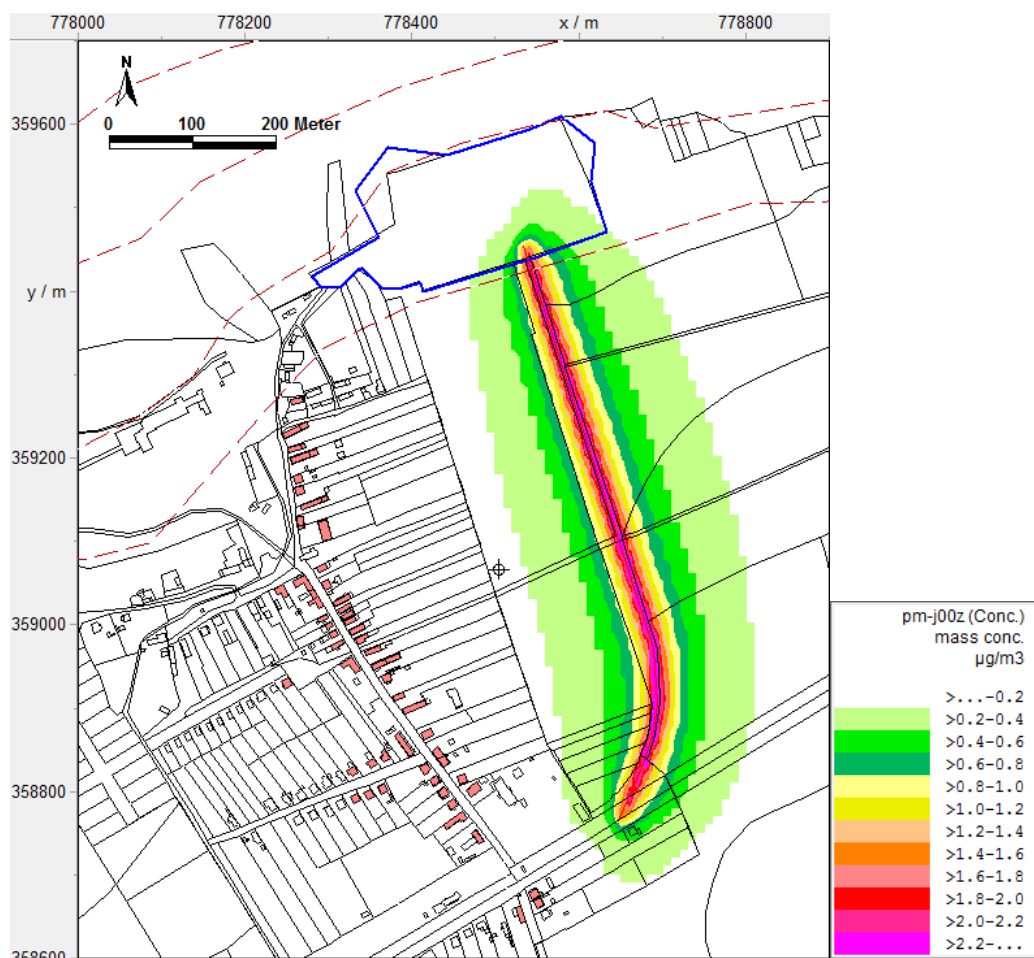 778000 778200 778400 x / m 778800
N
0 100 200 Meter
359600
y / m
359200
359000
358800
358600
pm-j00z (Conc.)
mass conc.
µg/m3
>...-0.2
>0.2-0.4
>0.4-0.6
>0.6-0.8
>0.8-1.0
>1.0-1.2
>1.2-1.4
>1.4-1.6
>1.6-1.8
>1.8-2.0
>2.0-2.2
>2.2-...